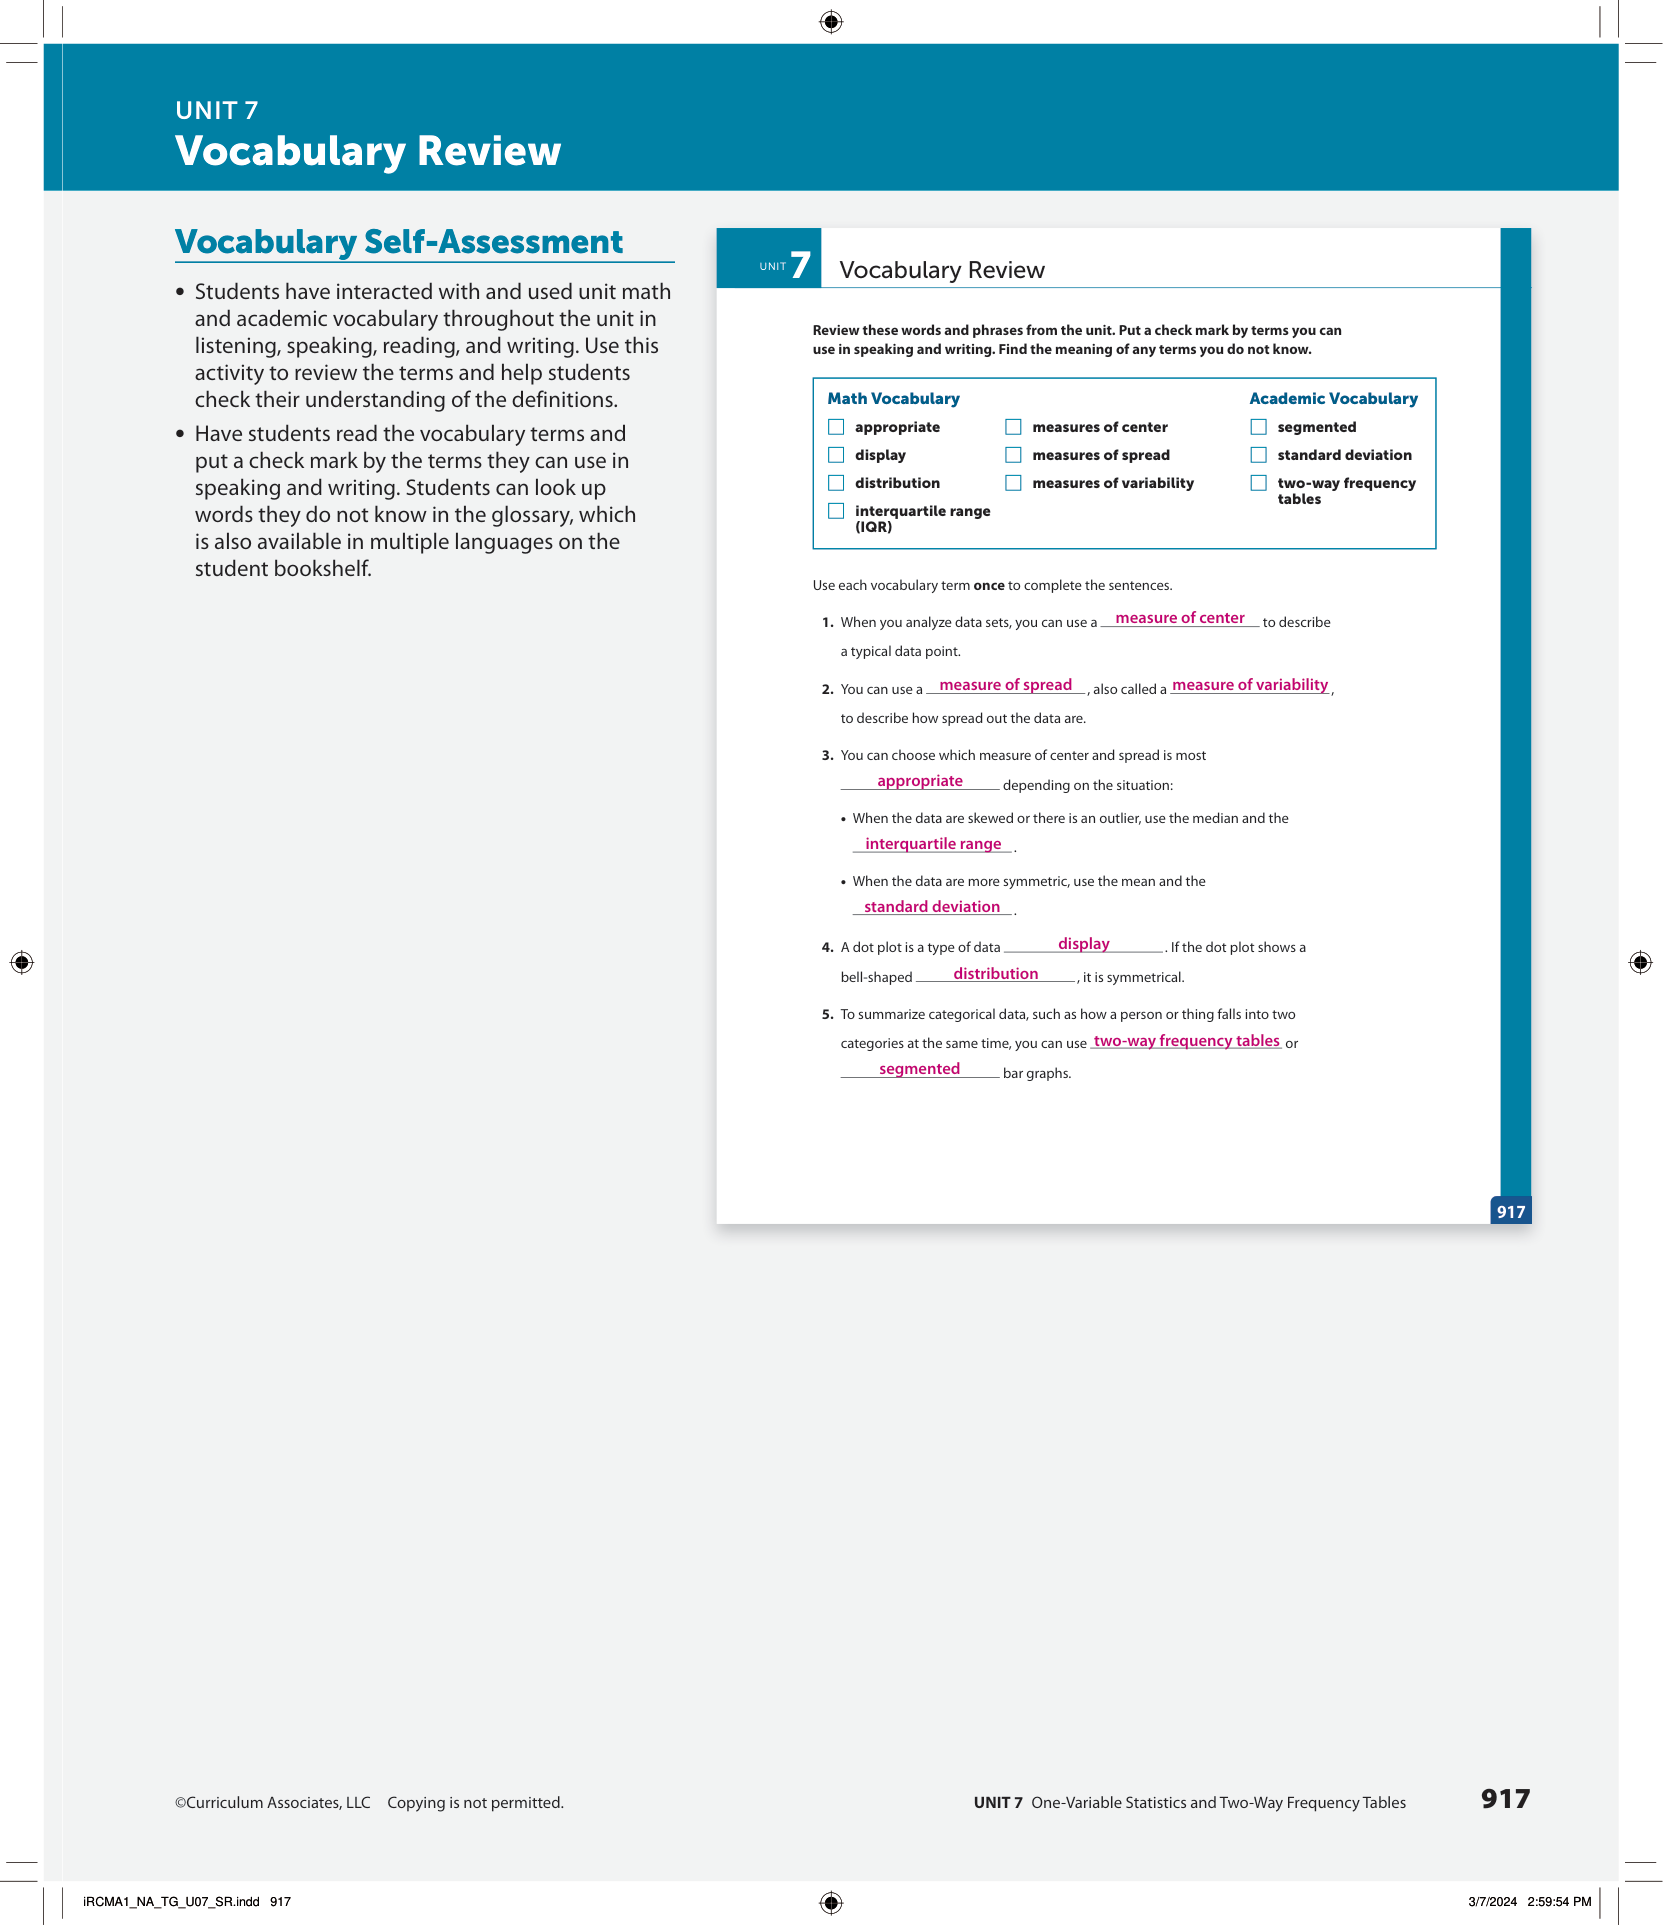 UNIT 7
Vocabulary Review
Vocabulary Self-Assessment
• Students have interacted with and used unit math
and academic vocabulary throughout the unit in
listening, speaking, reading, and writing. Use this
activity to review the terms and help students
check their understanding of the definitions.
• Have students read the vocabulary terms and
put a check mark by the terms they can use in
speaking and writing. Students can look up
words they do not know in the glossary, which
is also available in multiple languages on the
student bookshelf.
UNIT 7 Vocabulary Review
Review these words and phrases from the unit. Put a check mark by terms you can
use in speaking and writing. Find the meaning of any terms you do not know.
Math Vocabulary
appropriate
display
distribution
interquartile range
(IQR)
measures of center
measures of spread
measures of variability
Academic Vocabulary
segmented
standard deviation
two-way frequency
tables
Use each vocabulary term once to complete the sentences.
1. When you analyze data sets, you can use a measure of center to describe
a typical data point.
2. You can use a measure of spread, also called a measure of variability,
to describe how spread out the data are.
3. You can choose which measure of center and spread is most
appropriate depending on the situation:
• When the data are skewed or there is an outlier, use the median and the
interquartile range.
• When the data are more symmetric, use the mean and the
standard deviation.
4. A dot plot is a type of data display. If the dot plot shows a
bell-shaped distribution, it is symmetrical.
5. To summarize categorical data, such as how a person or thing falls into two
categories at the same time, you can use two-way frequency tables or
segmented bar graphs.
917
©Curriculum Associates, LLC Copying is not permitted.
UNIT 7 One-Variable Statistics and Two-Way Frequency Tables 917
iRCMA1_NA_TG_U07_SR.indd 917
3/7/2024 2:59:54 PM